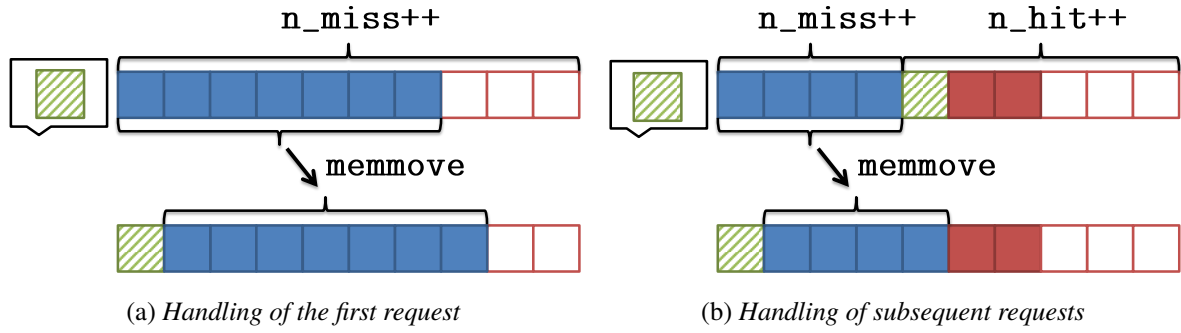 n_miss++
n_miss++ n_hit++
memmove
memmove
(a) Handling of the first request
(b) Handling of subsequent requests